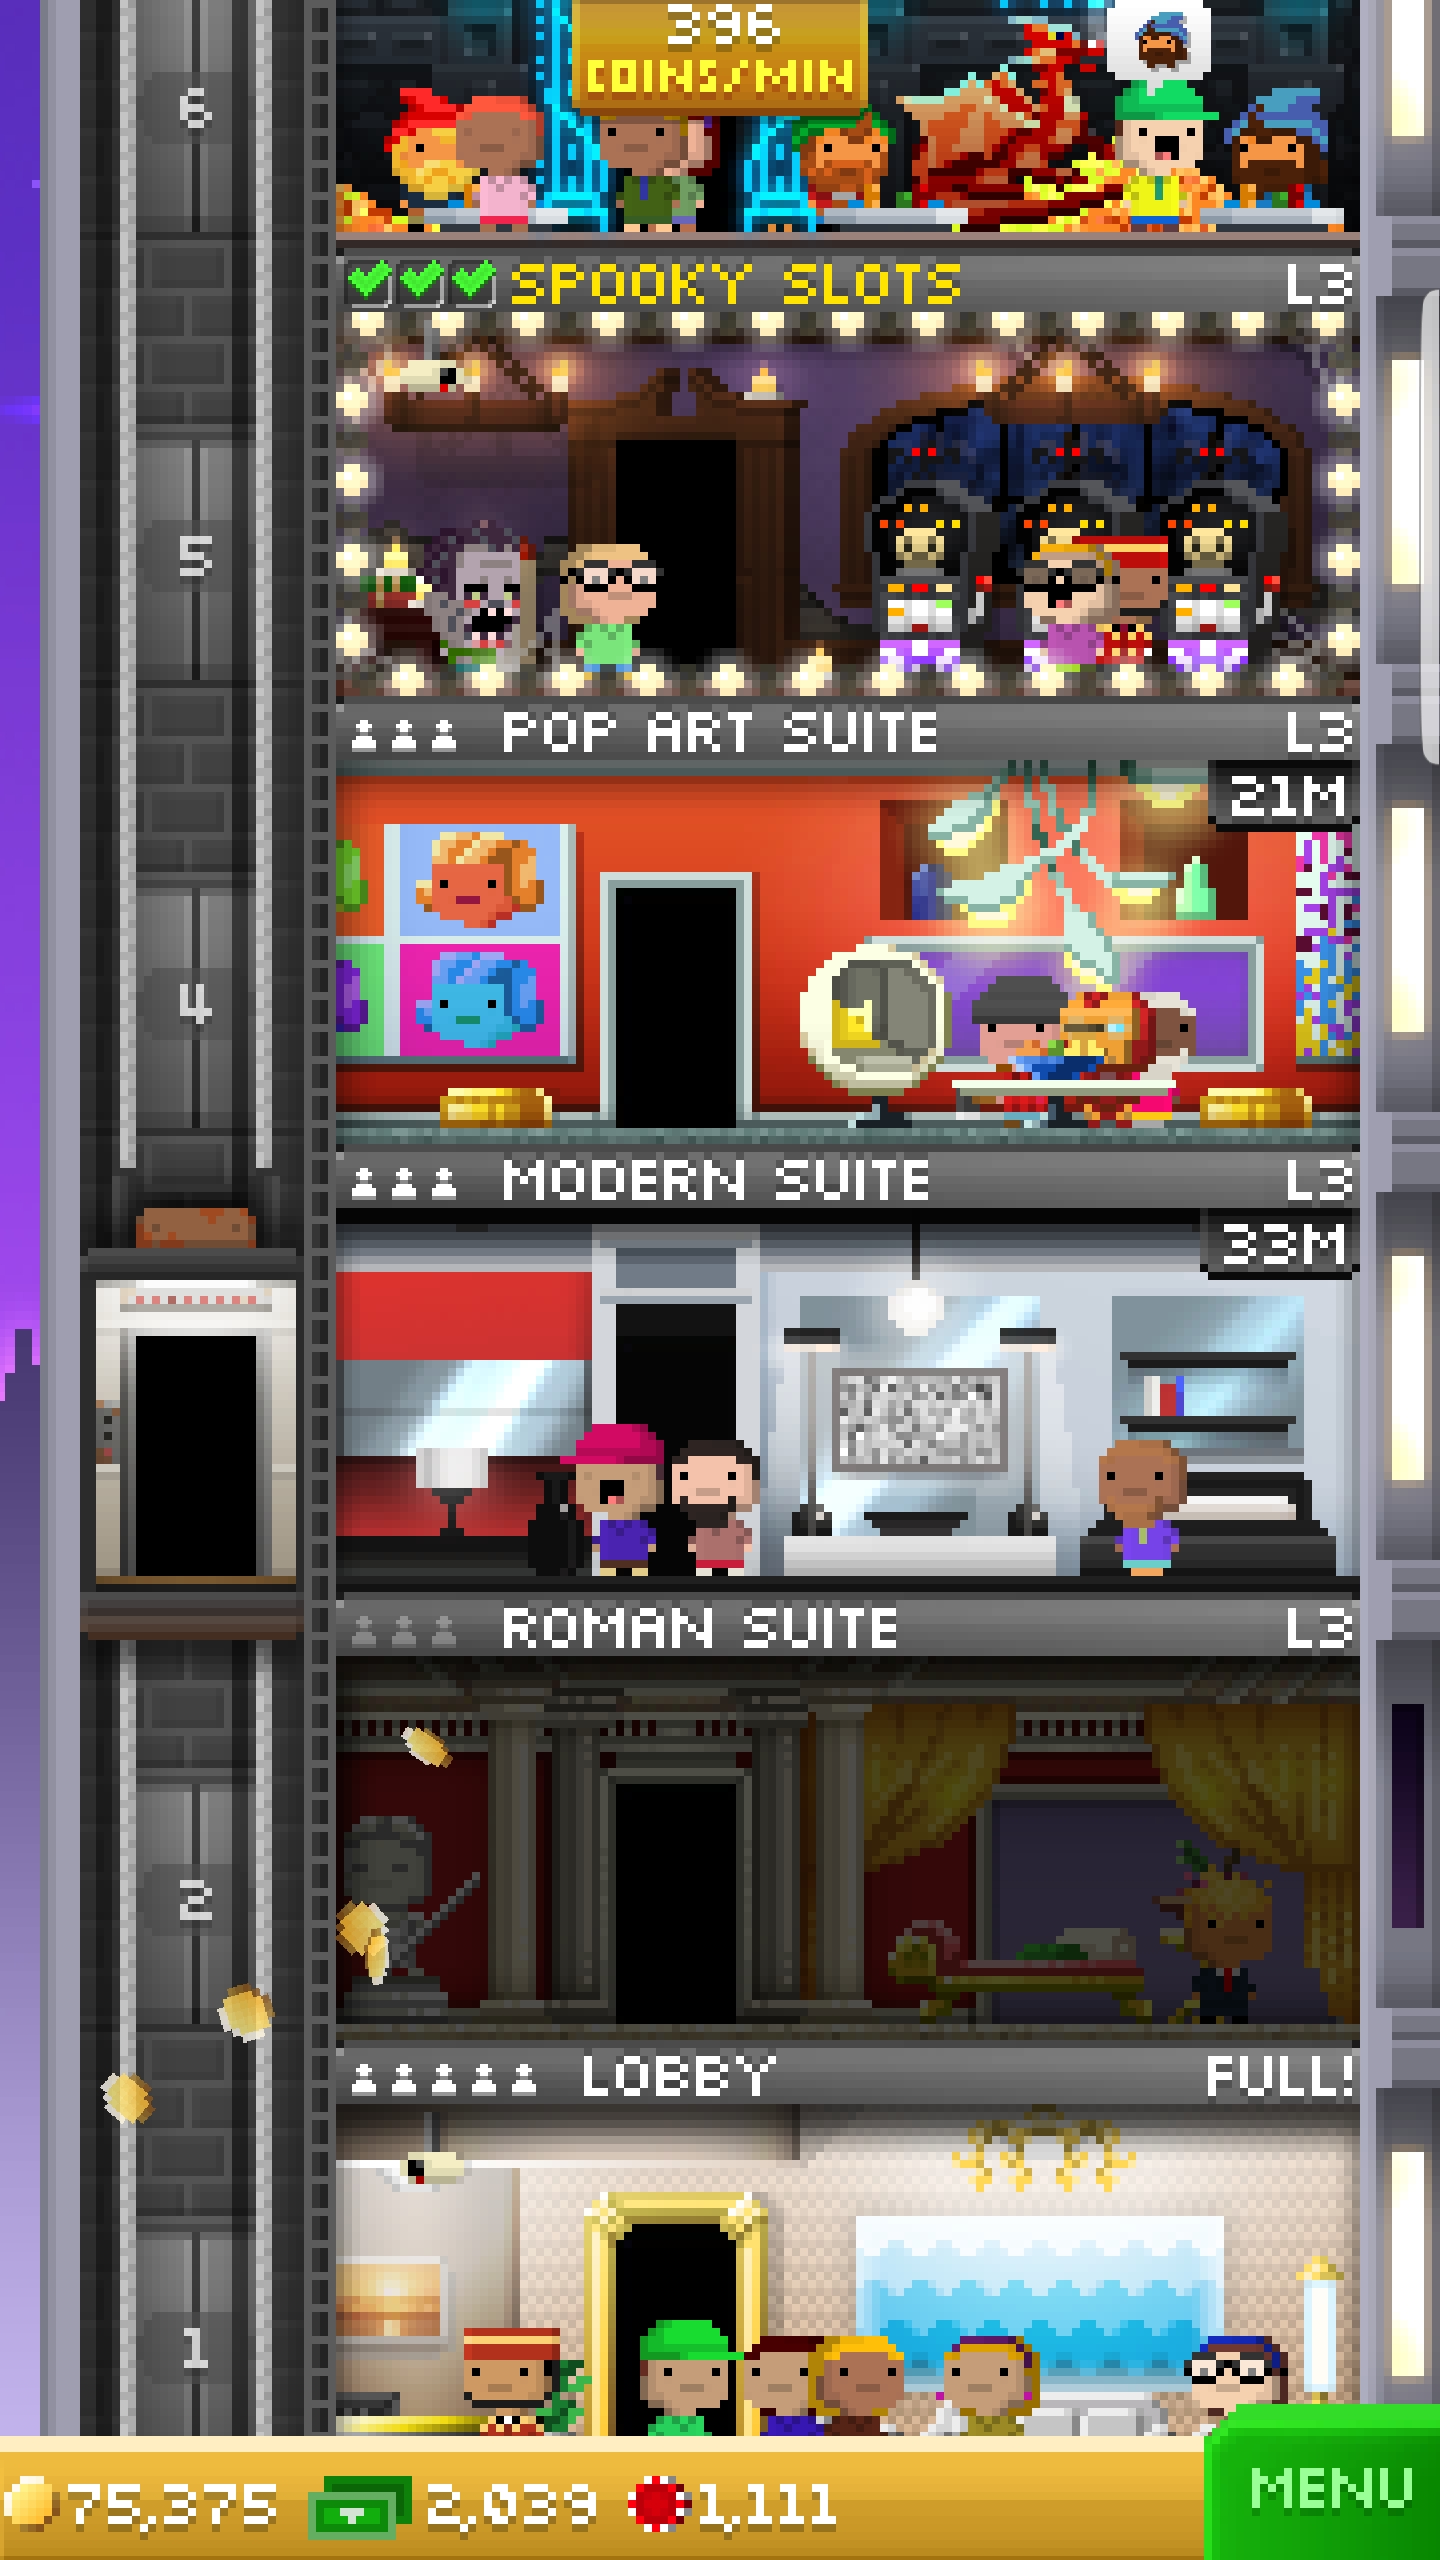 396
COINS/MIN
6
SPOOKY SLOTS L3
5
POP ART SUITE L3
21M
4
MODERN SUITE L3
33M
ROMAN SUITE L3
2
LOBBY FULL!
1
75,375 2,039 1,111
MENU